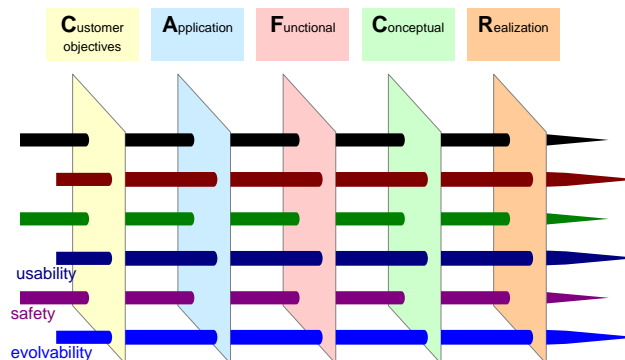 Customer
objectives
Application
Functional
Conceptual
Realization
usability
safety
evolvability